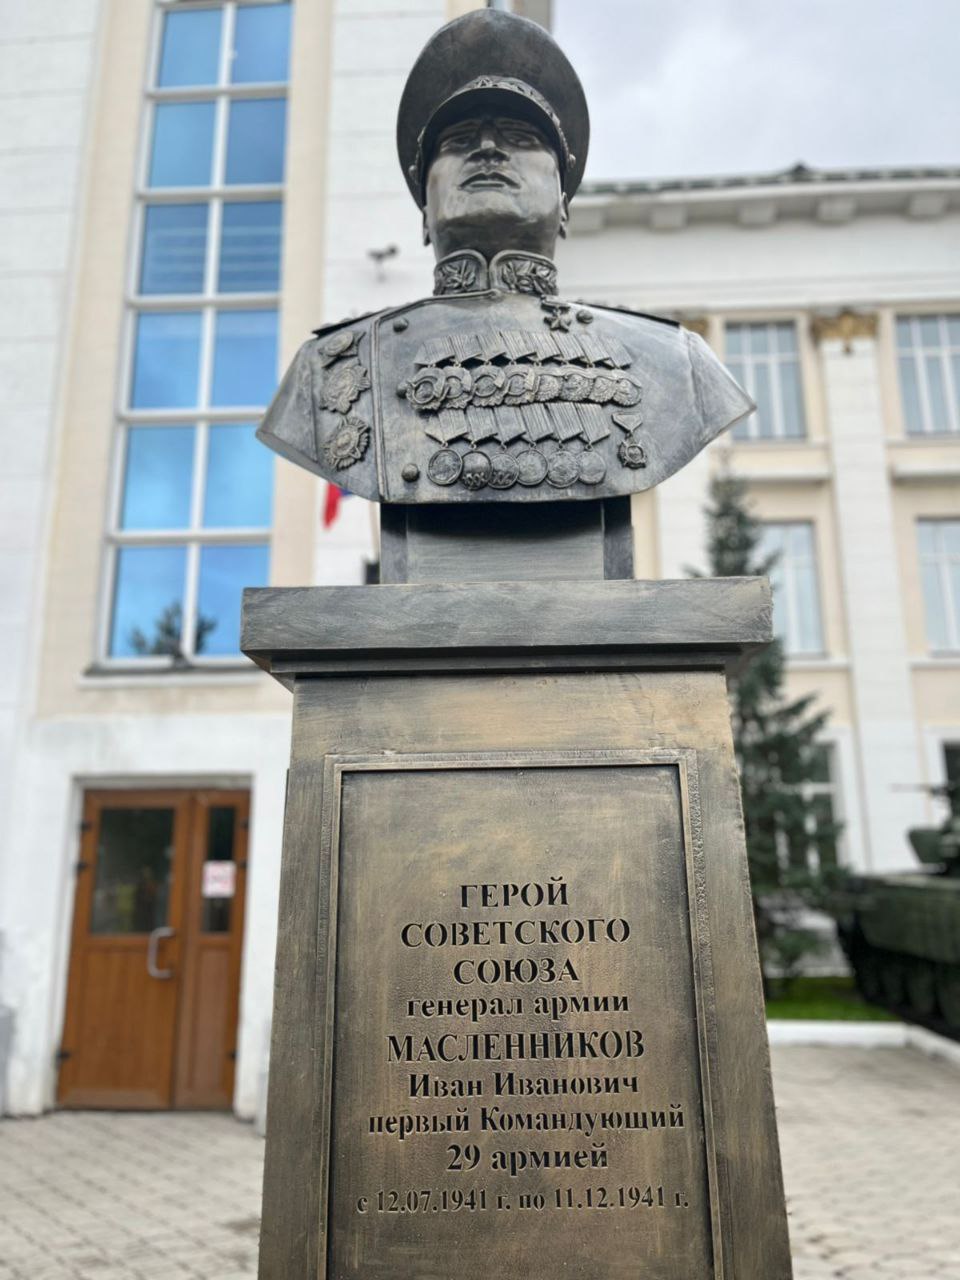 ГЕРОЙ
СОВЕТСКОГО
СОЮЗА
генерал армии
МАСЛЕННИКОВ
Иван Иванович
первый Командующий
29 армией
с 12.07.1941 г. по 11.12.1941 г.